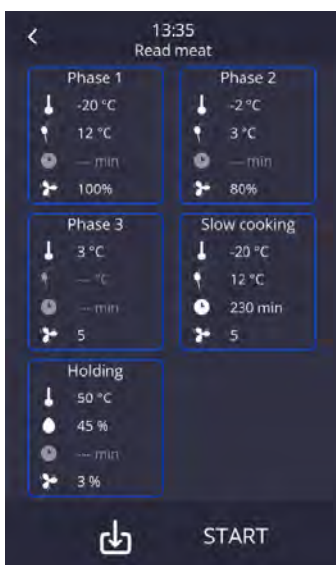 13:35
Read meat
Phase 1
-20 °C
12 °C
--- min
100%
Phase 2
-2 °C
3 °C
--- min
80%
Phase 3
3 °C
--- °C
--- min
5
Slow cooking
-20 °C
12 °C
230 min
5
Holding
50 °C
45 %
--- min
3 %
START